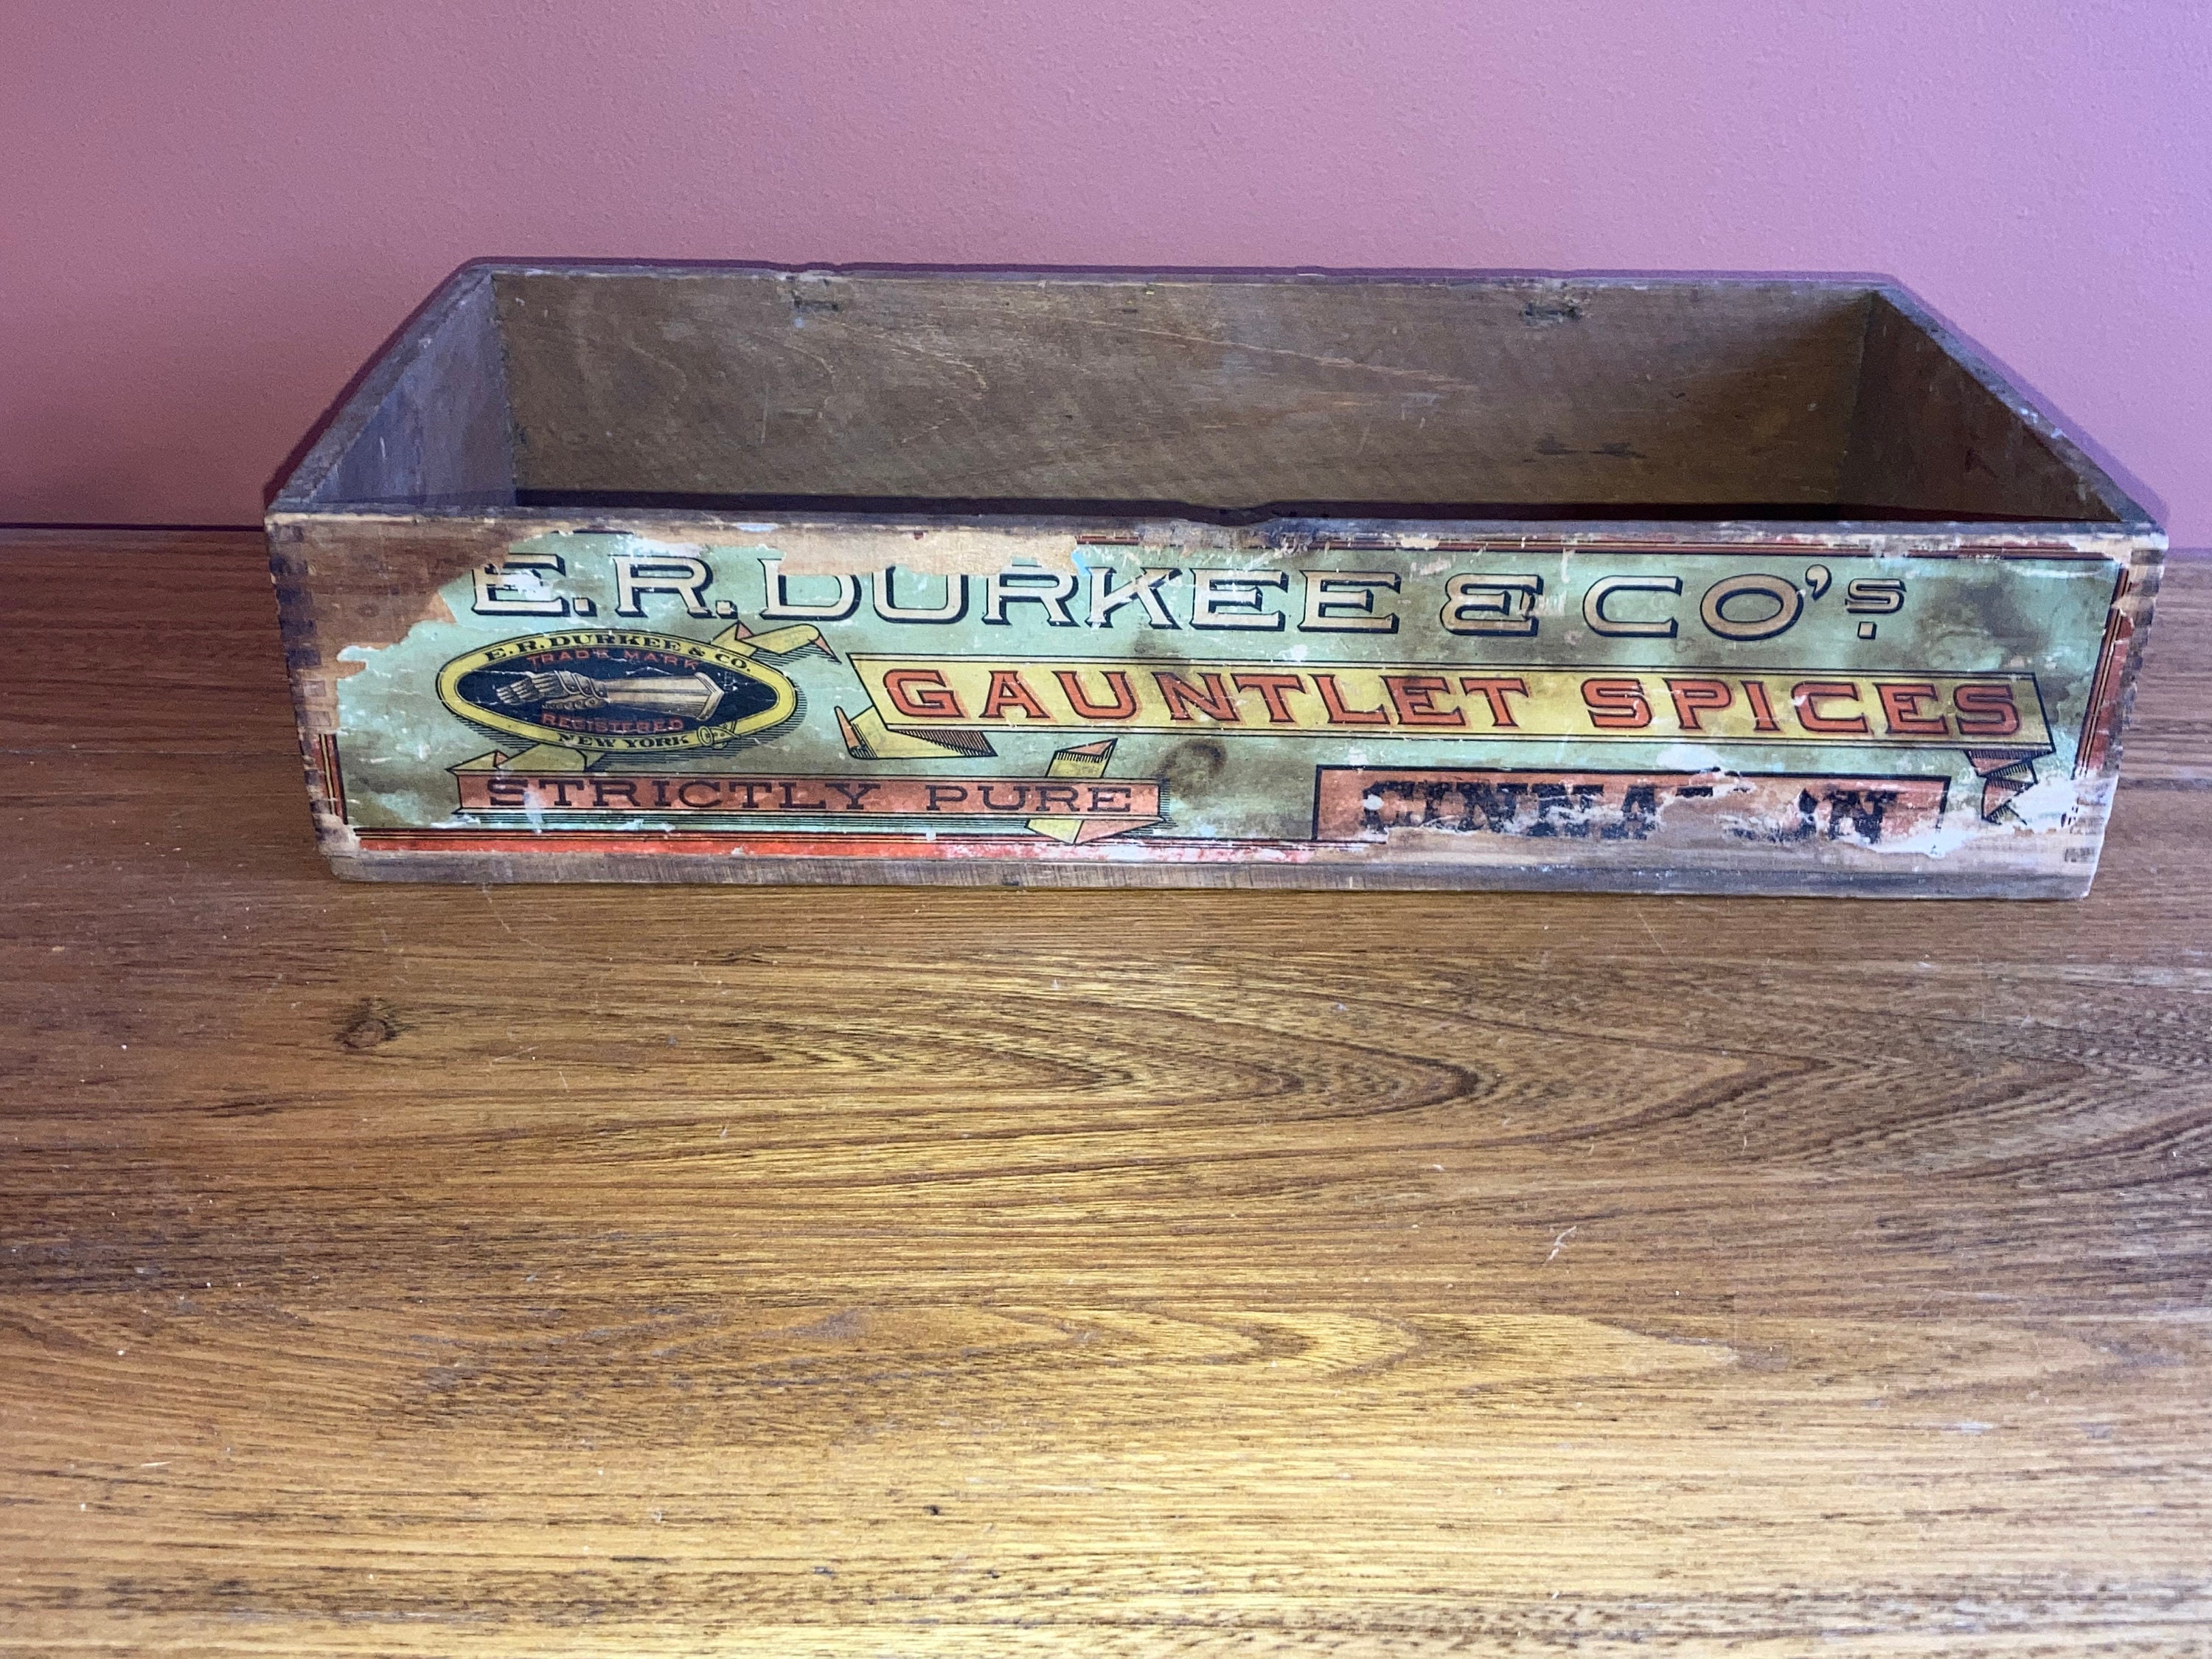 E. R. DURKEE & CO's
E. R. DURKEE & CO.
TRADE MARK
REGISTERED
NEW YORK
GAUNTLET SPICES
STRICTLY PURE